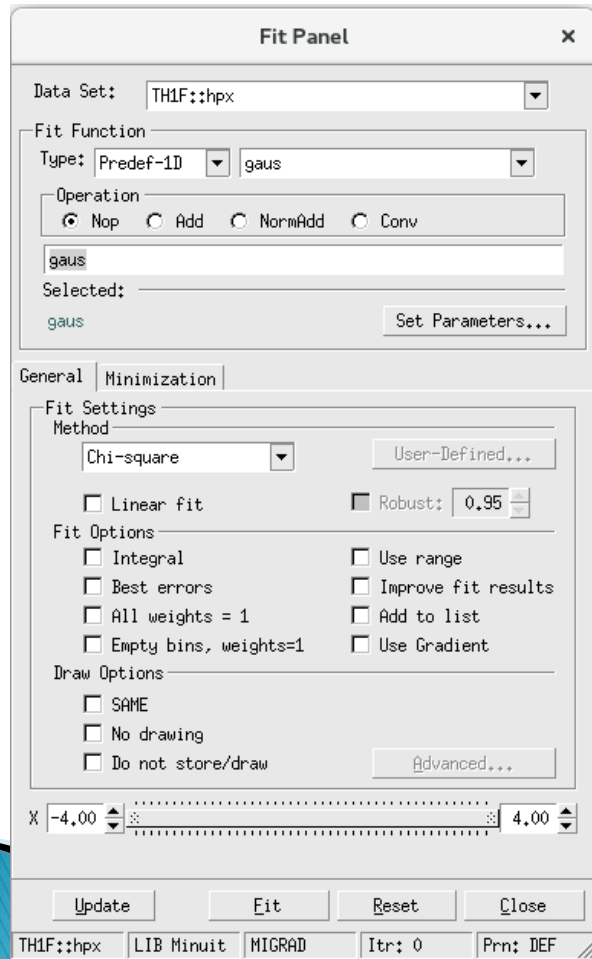 Fit Panel ×
Data Set: TH1F::hpx
Fit Function
Type: Predef-1D gaus
Operation
Nop Add NormAdd Conv
gaus
Selected:
gaus Set Parameters...
General Minimization
Fit Settings
Method
Chi-square User-Defined...
Linear fit Robust: 0.95
Fit Options
Integral Use range
Best errors Improve fit results
All weights = 1 Add to list
Empty bins, weights=1 Use Gradient
Draw Options
SAME
No drawing
Do not store/draw Advanced...
X -4.00 4.00
Update Fit Reset Close
TH1F::hpx LIB Minuit MIGRAD Itr: 0 Prn: DEF